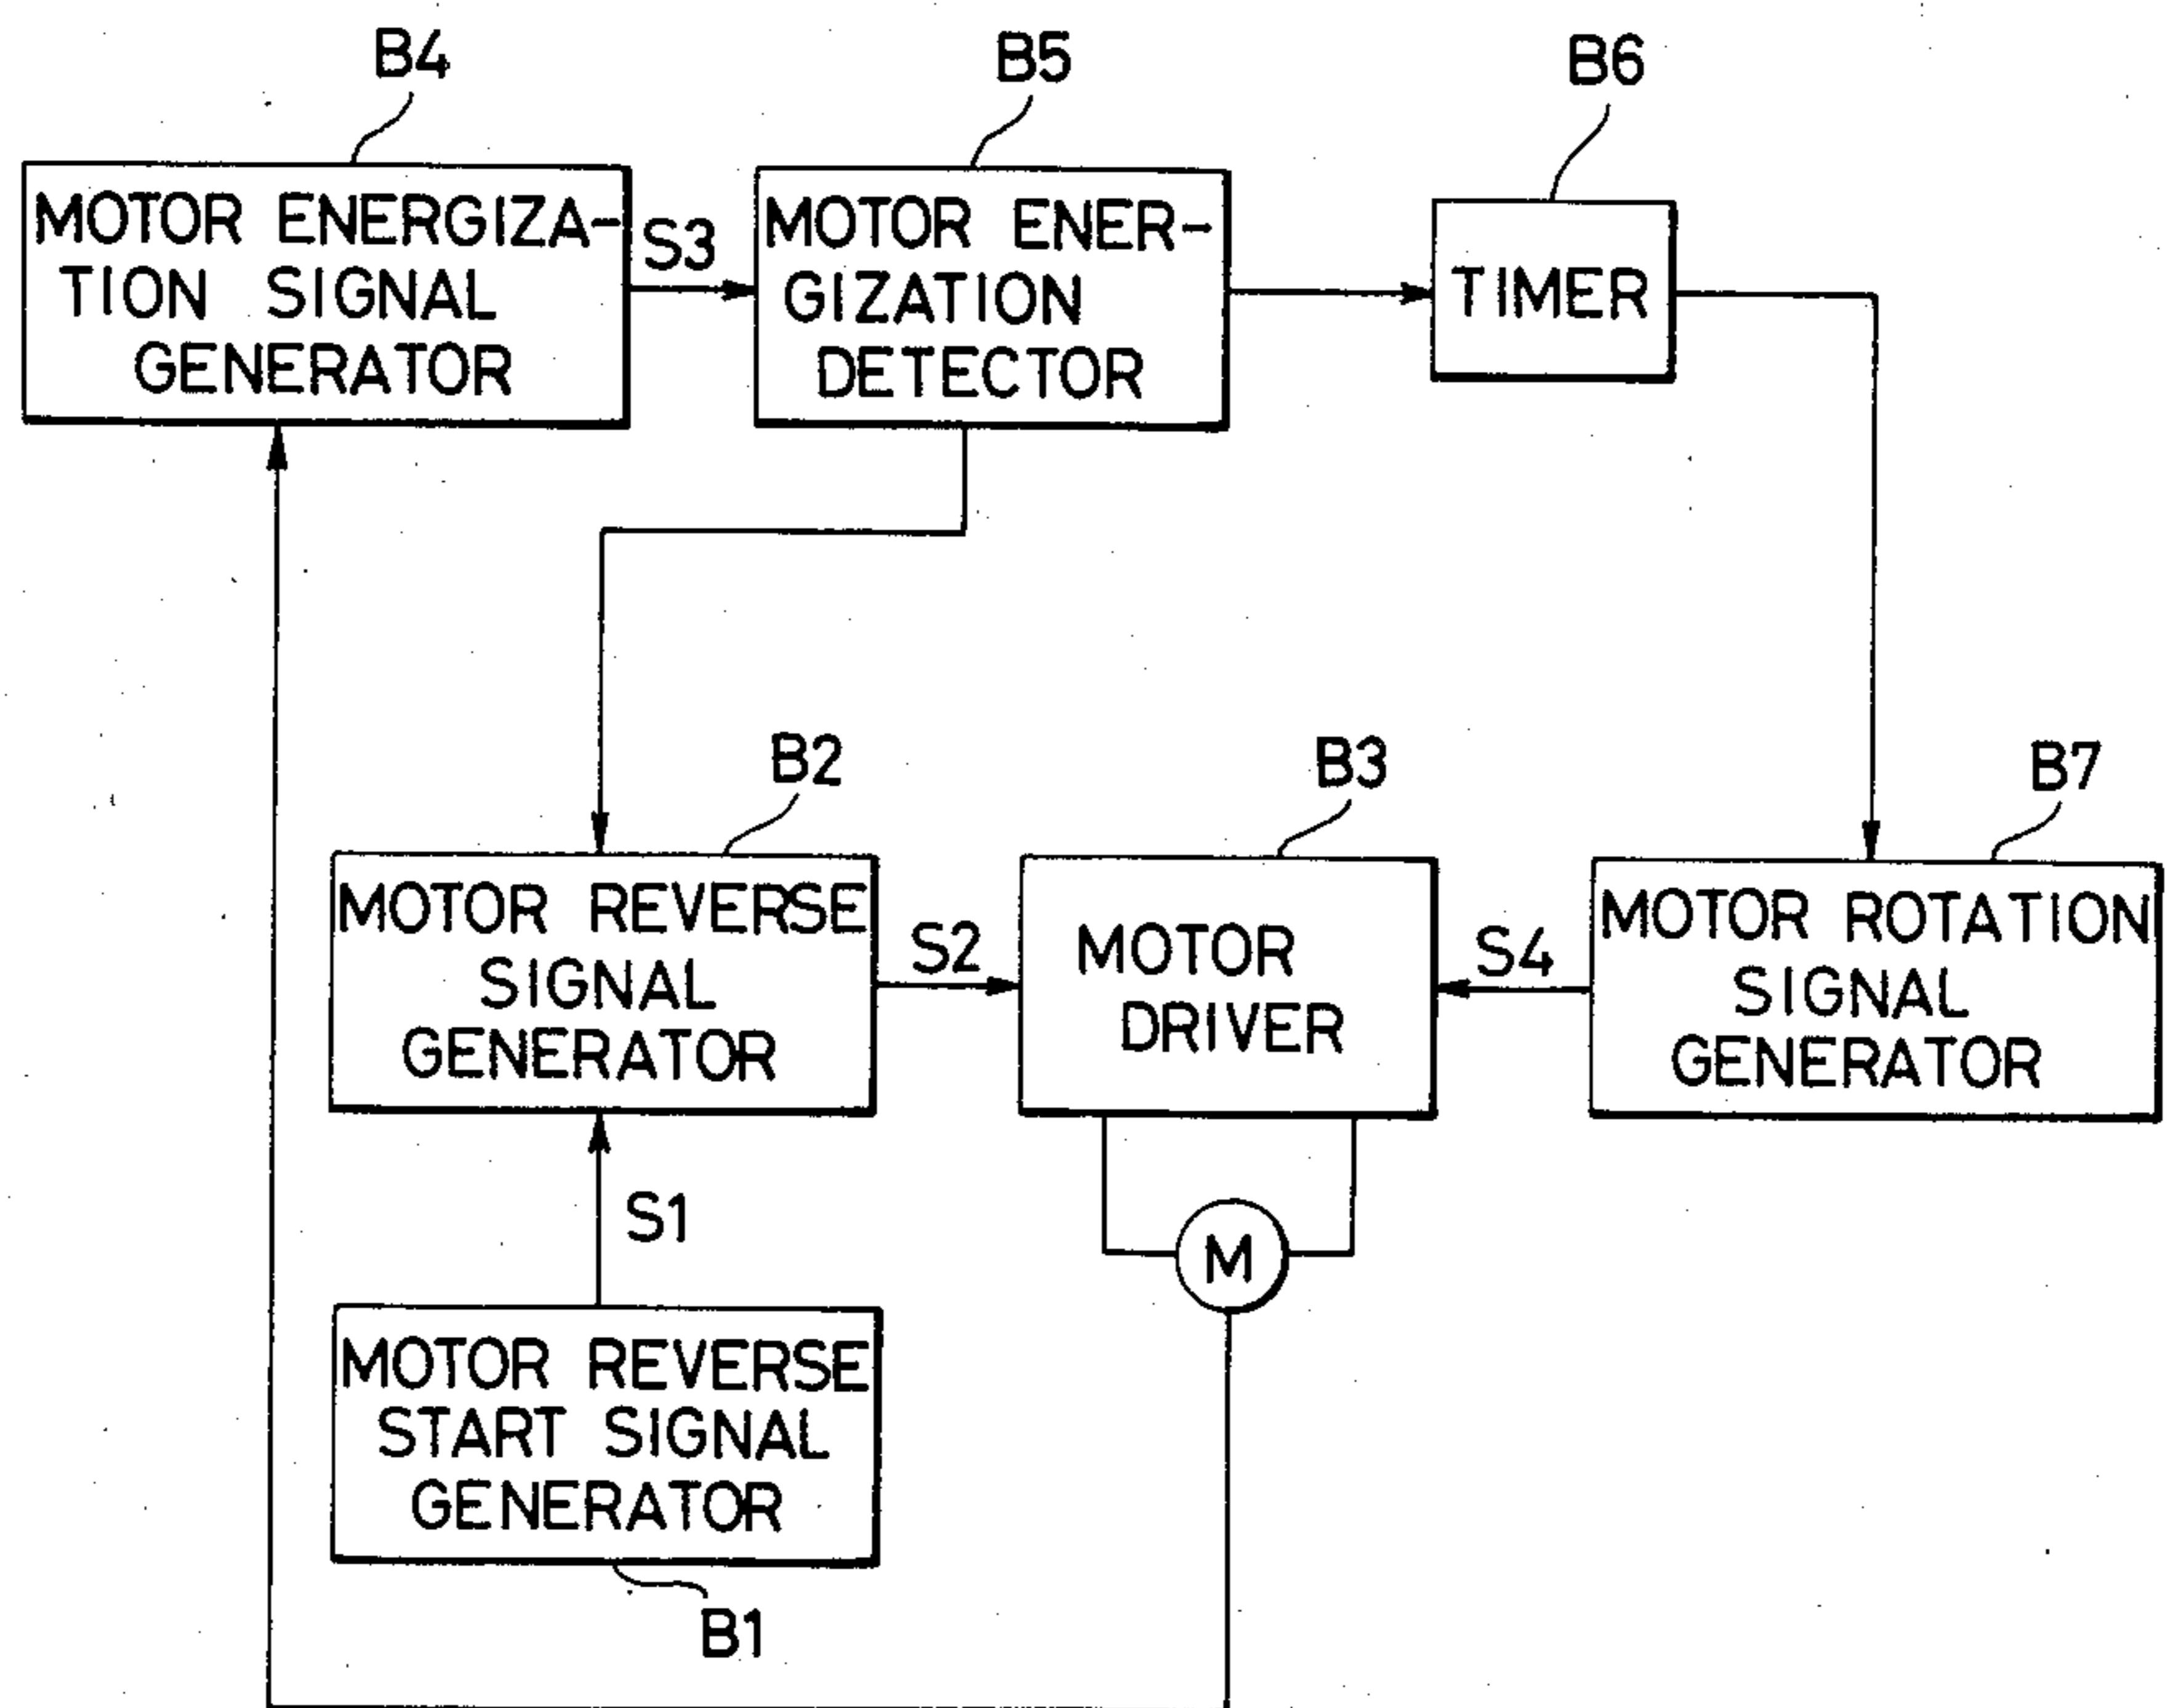 B4
B5
B6
MOTOR ENERGIZA-
TION SIGNAL
GENERATOR
S3
MOTOR ENER-
GIZATION
DETECTOR
TIMER
B2
B3
B7
MOTOR REVERSE
SIGNAL
GENERATOR
S2
MOTOR
DRIVER
S4
MOTOR ROTATION
SIGNAL
GENERATOR
S1
M
MOTOR REVERSE
START SIGNAL
GENERATOR
B1